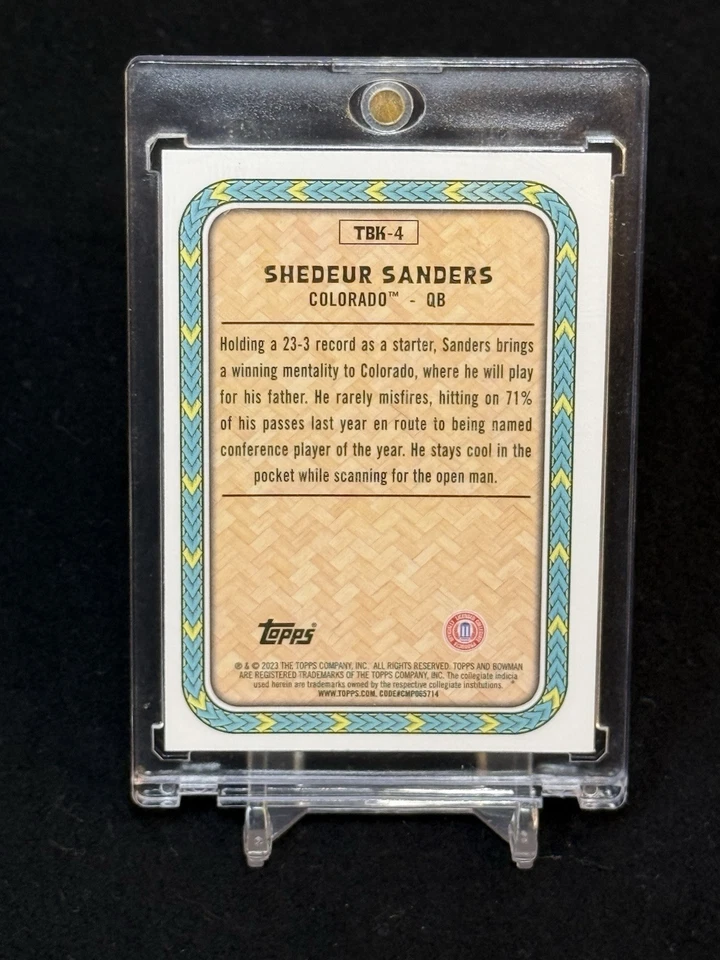 TBK-4
SHEDEUR SANDERS
COLORADO™ - QB
Holding a 23-3 record as a starter, Sanders brings
a winning mentality to Colorado, where he will play
for his father. He rarely misfires, hitting on 71%
of his passes last year en route to being named
conference player of the year. He stays cool in the
pocket while scanning for the open man.
Topps®
℗ & © 2023 THE TOPPS COMPANY, INC. ALL RIGHTS RESERVED. TOPPS AND BOWMAN
ARE REGISTERED TRADEMARKS OF THE TOPPS COMPANY, INC. The collegiate indicia
used herein are trademarks owned by the respective collegiate institutions.
WWW.TOPPS.COM. CODE#CMP065714